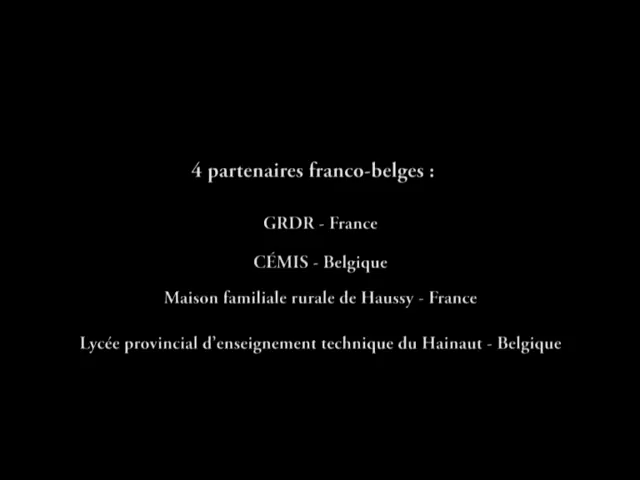 4 partenaires franco-belges :
GRDR - France
CÉMIS - Belgique
Maison familiale rurale de Haussy - France
Lycée provincial d'enseignement technique du Hainaut - Belgique